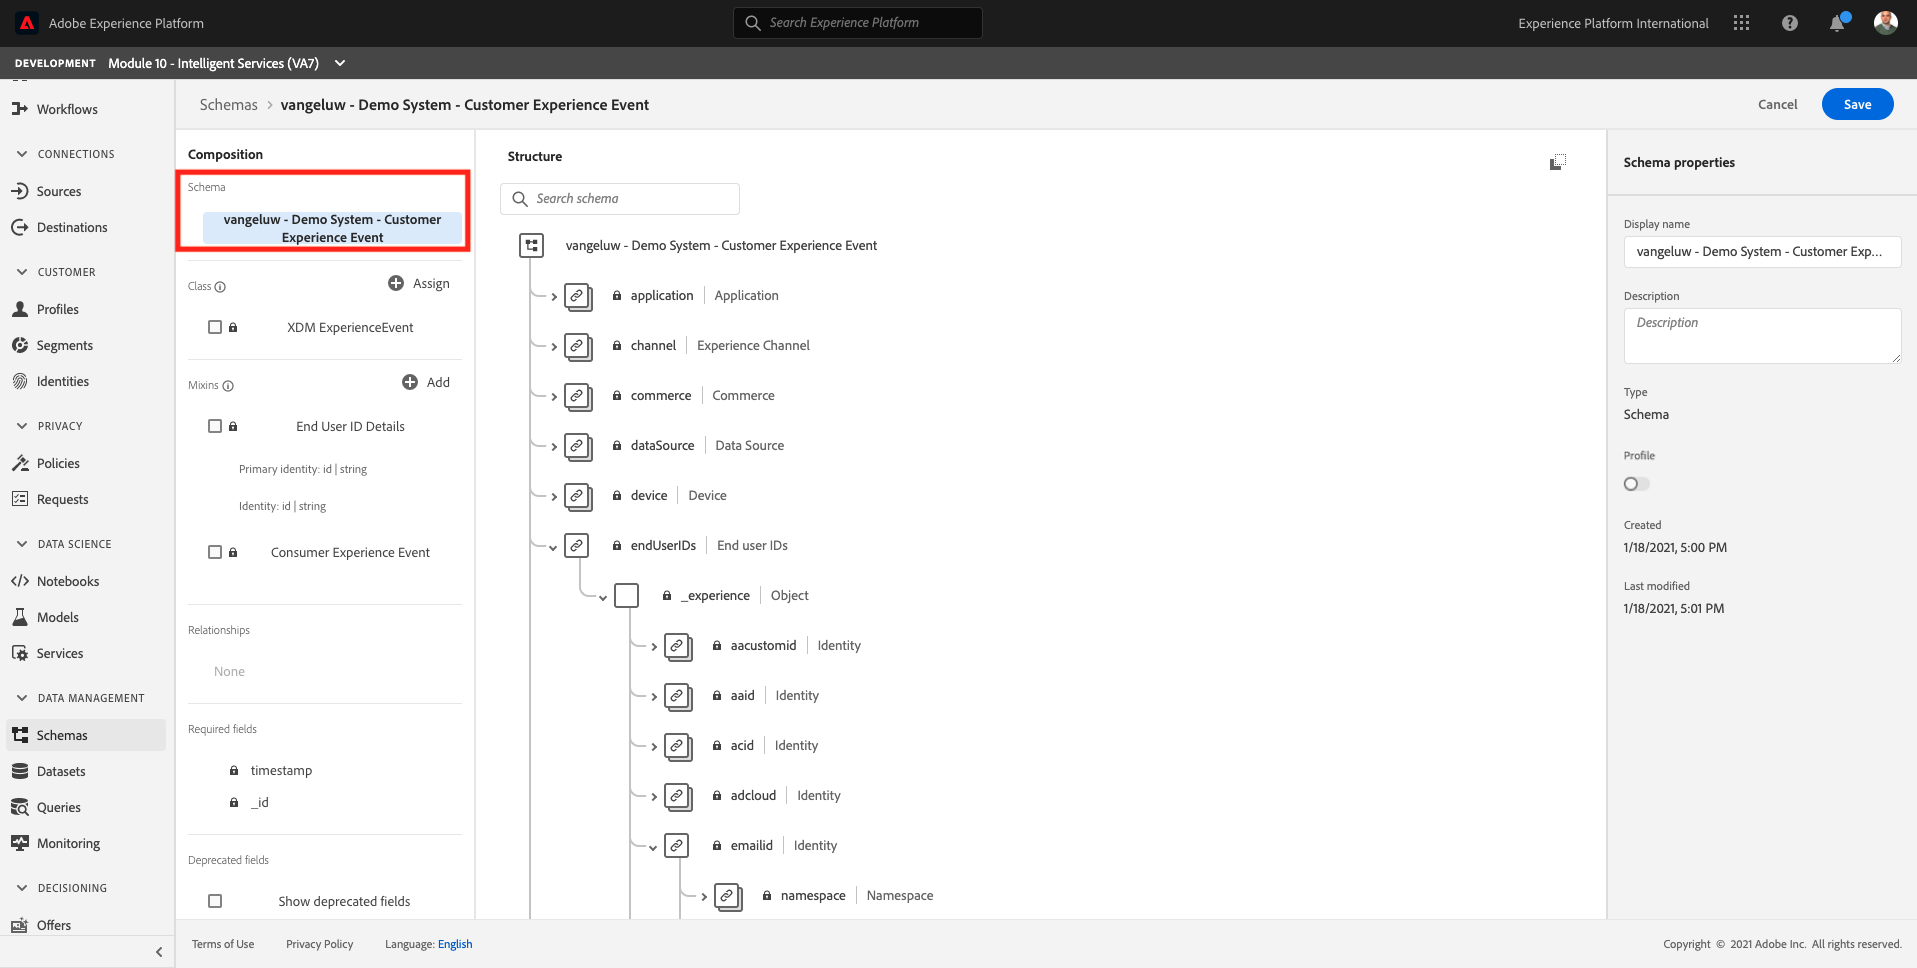 Adobe Experience Platform
Search Experience Platform
Experience Platform International
DEVELOPMENT Module 10 - Intelligent Services (VA7)
Workflows
CONNECTIONS
Sources
Destinations
CUSTOMER
Profiles
Segments
Identities
PRIVACY
Policies
Requests
DATA SCIENCE
Notebooks
Models
Services
DATA MANAGEMENT
Schemas
Datasets
Queries
Monitoring
DECISIONING
Offers
Schemas > vangeluw - Demo System - Customer Experience Event
Cancel
Save
Composition
Schema
vangeluw - Demo System - Customer
Experience Event
Class
Assign
XDM ExperienceEvent
Mixins
Add
End User ID Details
Primary identity: id | string
Identity: id | string
Consumer Experience Event
Relationships
None
Required fields
timestamp
_id
Deprecated fields
Show deprecated fields
Structure
Search schema
vangeluw - Demo System - Customer Experience Event
application | Application
channel | Experience Channel
commerce | Commerce
dataSource | Data Source
device | Device
endUserIDs | End user IDs
_experience | Object
aacustomid | Identity
aaid | Identity
acid | Identity
adcloud | Identity
emailid | Identity
namespace | Namespace
Schema properties
Display name
vangeluw - Demo System - Customer Exp...
Description
Description
Type
Schema
Profile
Created
1/18/2021, 5:00 PM
Last modified
1/18/2021, 5:01 PM
Terms of Use
Privacy Policy
Language: English
Copyright © 2021 Adobe Inc. All rights reserved.